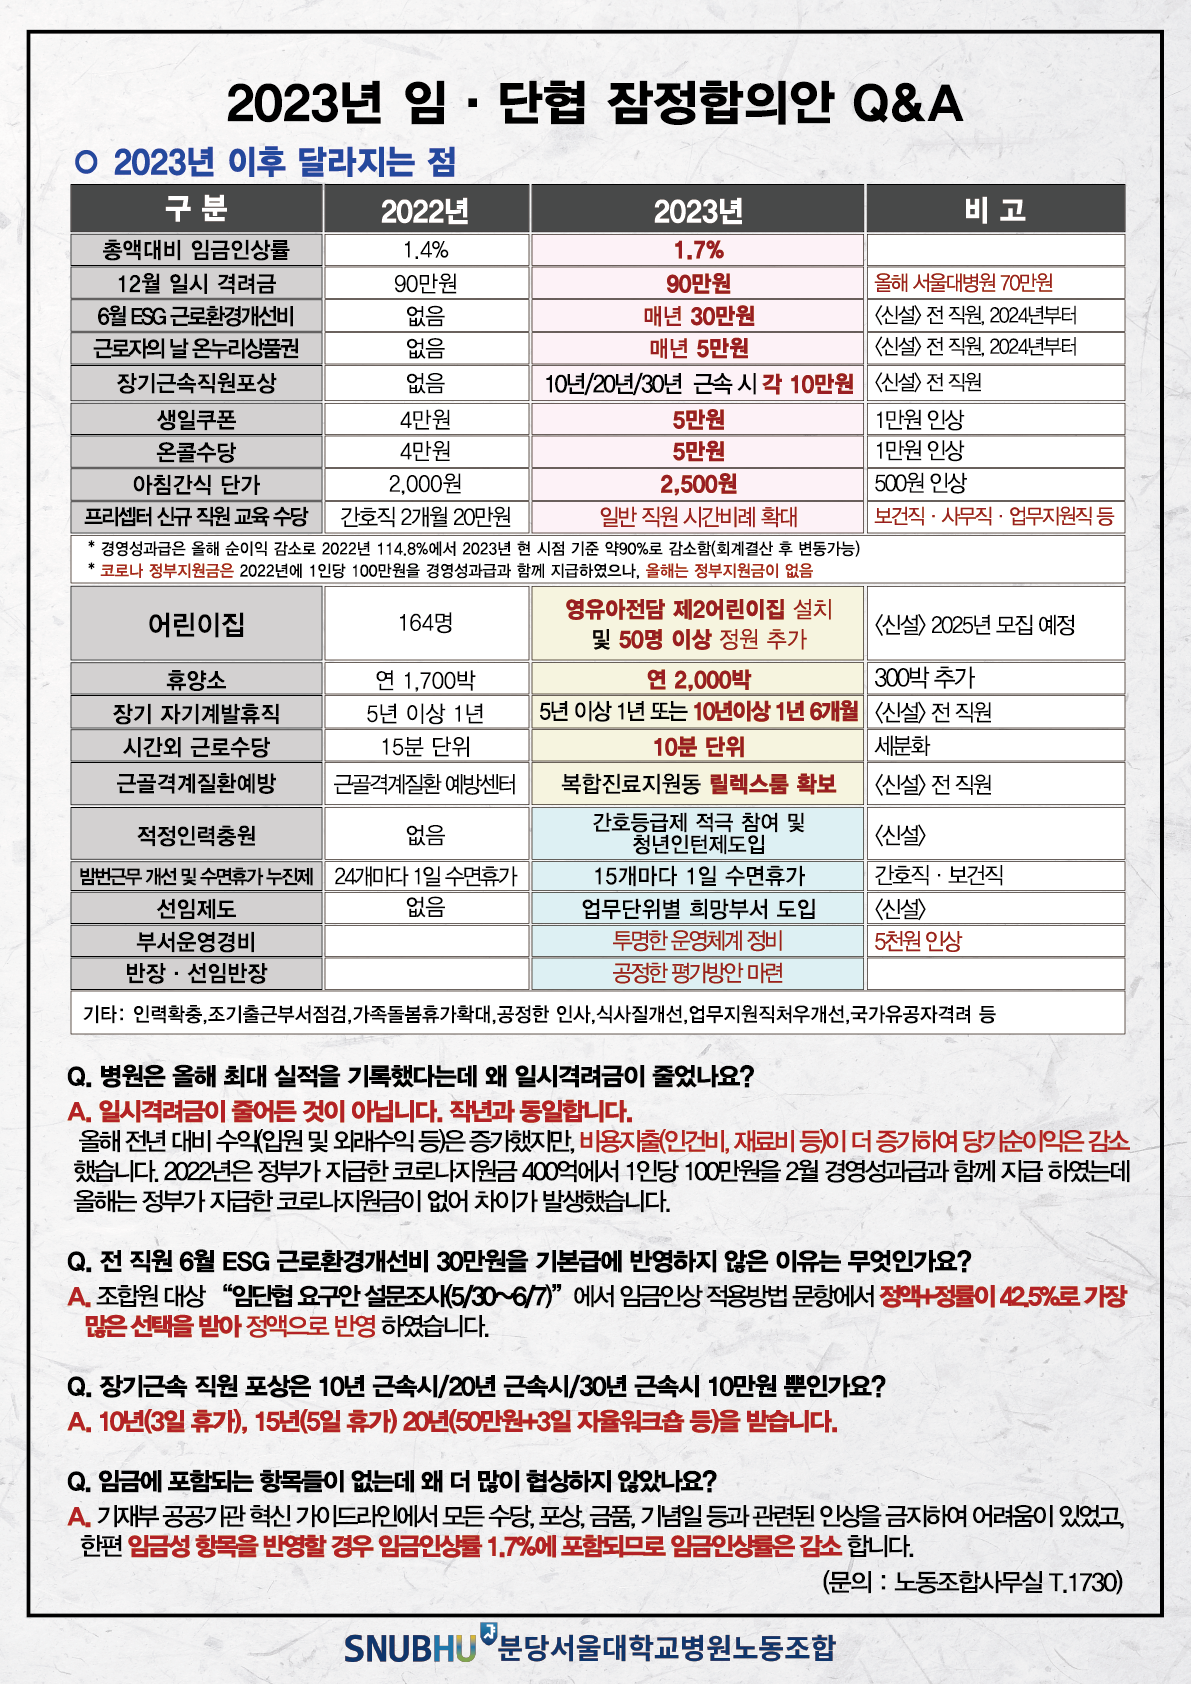 2023년 임 · 단협 잠정합의안 Q&A
○ 2023년 이후 달라지는 점
구 분 2022년 2023년 비 고
총액대비 임금인상률 1.4% 1.7%
12월 일시 격려금 90만원 90만원 올해 서울대병원 70만원
6월 ESG 근로환경개선비 없음 매년 30만원 〈신설〉 전 직원, 2024년부터
근로자의 날 온누리상품권 없음 매년 5만원 〈신설〉 전 직원, 2024년부터
장기근속직원포상 없음 10년/20년/30년 근속 시 각 10만원 〈신설〉 전 직원
생일쿠폰 4만원 5만원 1만원 인상
온콜수당 4만원 5만원 1만원 인상
아침간식 단가 2,000원 2,500원 500원 인상
프리셉터 신규 직원 교육 수당 간호직 2개월 20만원 일반 직원 시간비례 확대 보건직 · 사무직 · 업무지원직 등
* 경영성과급은 올해 순이익 감소로 2022년 114.8%에서 2023년 현 시점 기준 약90%로 감소함(회계결산 후 변동가능)
* 코로나 정부지원금은 2022년에 1인당 100만원을 경영성과급과 함께 지급하였으나, 올해는 정부지원금이 없음
어린이집 164명 영유아전담 제2어린이집 설치
및 50명 이상 정원 추가 〈신설〉 2025년 모집 예정
휴양소 연 1,700박 연 2,000박 300박 추가
장기 자기계발휴직 5년 이상 1년 5년 이상 1년 또는 10년이상 1년 6개월 〈신설〉 전 직원
시간외 근로수당 15분 단위 10분 단위 세분화
근골격계질환예방 근골격계질환 예방센터 복합진료지원동 릴렉스룸 확보 〈신설〉 전 직원
적정인력충원 없음 간호등급제 적극 참여 및
청년인턴제도입 〈신설〉
밤번근무 개선 및 수면휴가 누진제 24개마다 1일 수면휴가 15개마다 1일 수면휴가 간호직 · 보건직
선임제도 없음 업무단위별 희망부서 도입 〈신설〉
부서운영경비 투명한 운영체계 정비 5천원 인상
반장 · 선임반장 공정한 평가방안 마련
기타: 인력확충,조기출근부서점검,가족돌봄휴가확대,공정한 인사,식사질개선,업무지원직처우개선,국가유공자격려 등
Q. 병원은 올해 최대 실적을 기록했다는데 왜 일시격려금이 줄었나요?
A. 일시격려금이 줄어든 것이 아닙니다. 작년과 동일합니다.
올해 전년 대비 수익(입원 및 외래수익 등)은 증가했지만, 비용지출(인건비, 재료비 등)이 더 증가하여 당기순이익은 감소
했습니다. 2022년은 정부가 지급한 코로나지원금 400억에서 1인당 100만원을 2월 경영성과급과 함께 지급 하였는데
올해는 정부가 지급한 코로나지원금이 없어 차이가 발생했습니다.
Q. 전 직원 6월 ESG 근로환경개선비 30만원을 기본급에 반영하지 않은 이유는 무엇인가요?
A. 조합원 대상 “임단협 요구안 설문조사(5/30~6/7)” 에서 임금인상 적용방법 문항에서 정액+정률이 42.5%로 가장
많은 선택을 받아 정액으로 반영 하였습니다.
Q. 장기근속 직원 포상은 10년 근속시/20년 근속시/30년 근속시 10만원 뿐인가요?
A. 10년(3일 휴가), 15년(5일 휴가) 20년(50만원+3일 자율워크숍 등)을 받습니다.
Q. 임금에 포함되는 항목들이 없는데 왜 더 많이 협상하지 않았나요?
A. 기재부 공공기관 혁신 가이드라인에서 모든 수당, 포상, 금품, 기념일 등과 관련된 인상을 금지하여 어려움이 있었고,
한편 임금성 항목을 반영할 경우 임금인상률 1.7%에 포함되므로 임금인상률은 감소 합니다.
(문의 : 노동조합사무실 T.1730)
SNUBHU 분당서울대학교병원노동조합